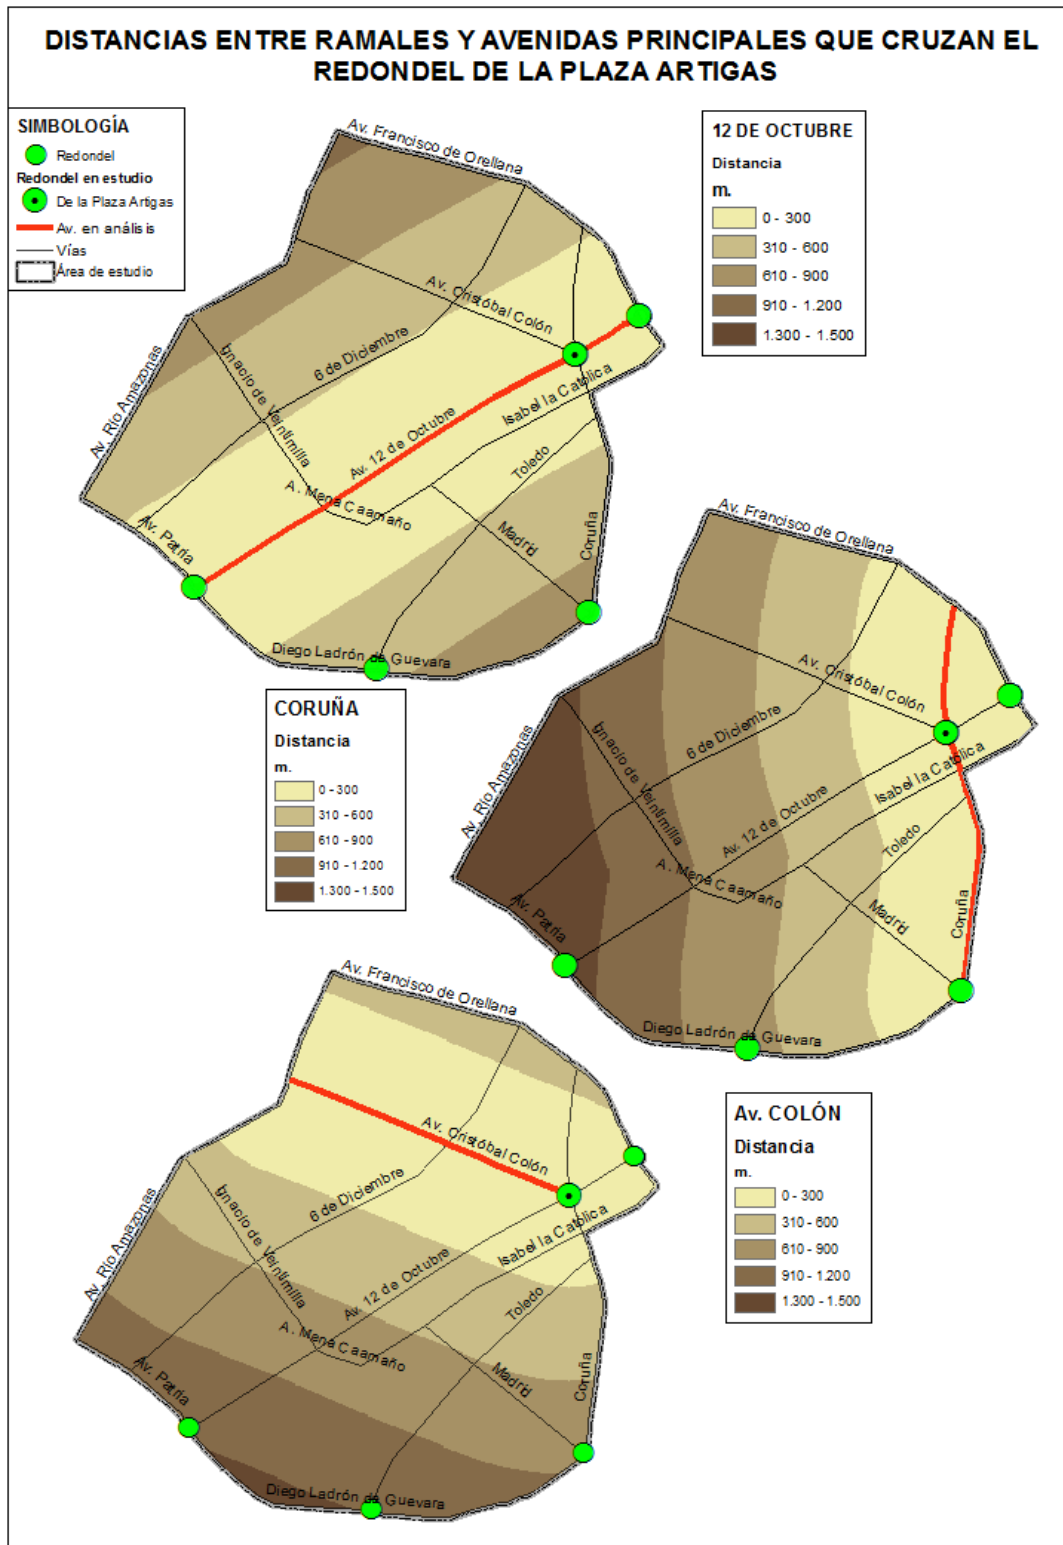 DISTANCIAS ENTRE RAMALES Y AVENIDAS PRINCIPALES QUE CRUZAN EL
REDONDEL DE LA PLAZA ARTIGAS
SIMBOLOGÍA
Redondel
Redondel en estudio
De la Plaza Artigas
Av. en análisis
Vías
Área de estudio
12 DE OCTUBRE
Distancia
m.
0 - 300
310 - 600
610 - 900
910 - 1.200
1.300 - 1.500
Av. Francisco de Orellana
Av. Cristóbal Colón
6 de Diciembre
Ignacio de Veintimilla
Av. Río Amazonas
Av. 12 de Octubre
Isabel la Católica
Toledo
A. Mena Caamaño
Madrid
Coruña
Av. Patria
Diego Ladrón de Guevara
CORUÑA
Distancia
m.
0 - 300
310 - 600
610 - 900
910 - 1.200
1.300 - 1.500
Av. Francisco de Orellana
Av. Cristóbal Colón
6 de Diciembre
Ignacio de Veintimilla
Av. Río Amazonas
Av. 12 de Octubre
Isabel la Católica
Toledo
A. Mena Caamaño
Madrid
Coruña
Av. Patria
Diego Ladrón de Guevara
Av. COLÓN
Distancia
m.
0 - 300
310 - 600
610 - 900
910 - 1.200
1.300 - 1.500
Av. Francisco de Orellana
Av. Cristóbal Colón
6 de Diciembre
Ignacio de Veintimilla
Av. Río Amazonas
Av. 12 de Octubre
Isabel la Católica
Toledo
A. Mena Caamaño
Madrid
Coruña
Av. Patria
Diego Ladrón de Guevara